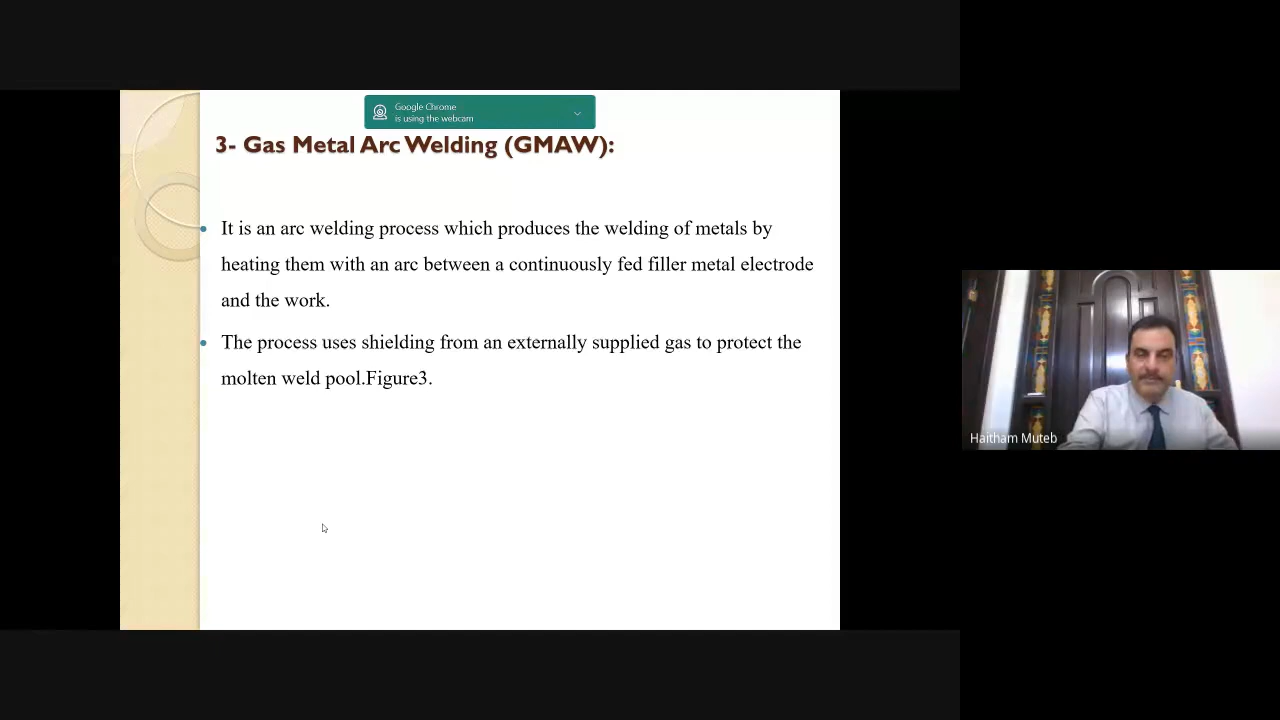 Google Chrome
is using the webcam
3- Gas Metal Arc Welding (GMAW):
It is an arc welding process which produces the welding of metals by
heating them with an arc between a continuously fed filler metal electrode
and the work.
The process uses shielding from an externally supplied gas to protect the
molten weld pool.Figure3.
Haitham Muteb